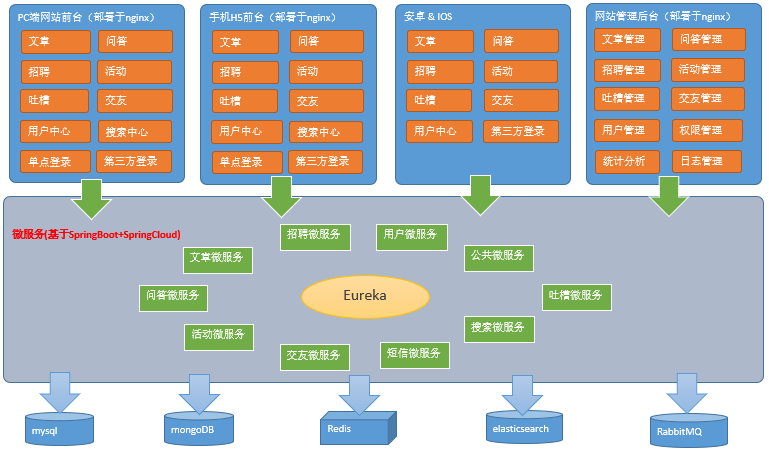 PC端网站前台（部署于nginx）
文章
问答
招聘
活动
吐槽
交友
用户中心
搜索中心
单点登录
第三方登录
手机H5前台（部署于nginx）
文章
问答
招聘
活动
吐槽
交友
用户中心
搜索中心
单点登录
第三方登录
安卓 & IOS
文章
问答
招聘
活动
吐槽
交友
用户中心
第三方登录
网站管理后台（部署于nginx）
文章管理
问答管理
招聘管理
活动管理
吐槽管理
交友管理
用户管理
权限管理
统计分析
日志管理
微服务(基于SpringBoot+SpringCloud)
招聘微服务
用户微服务
文章微服务
公共微服务
问答微服务
Eureka
吐槽微服务
活动微服务
搜索微服务
交友微服务
短信微服务
mysql
mongoDB
Redis
elasticsearch
RabbitMQ